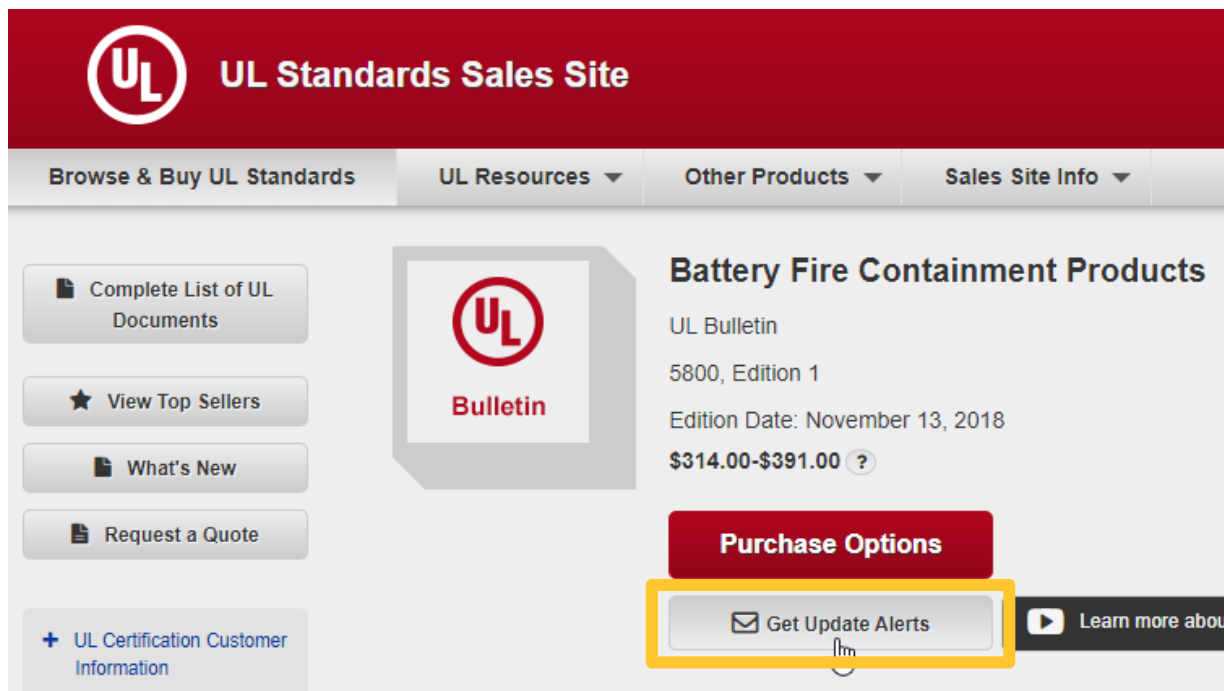 UL
UL Standards Sales Site
Browse & Buy UL Standards
UL Resources
Other Products
Sales Site Info
Complete List of UL
Documents
View Top Sellers
What's New
Request a Quote
UL Certification Customer
Information
UL
Bulletin
Battery Fire Containment Products
UL Bulletin
5800, Edition 1
Edition Date: November 13, 2018
$314.00-$391.00 ?
Purchase Options
Get Update Alerts
Learn more abou